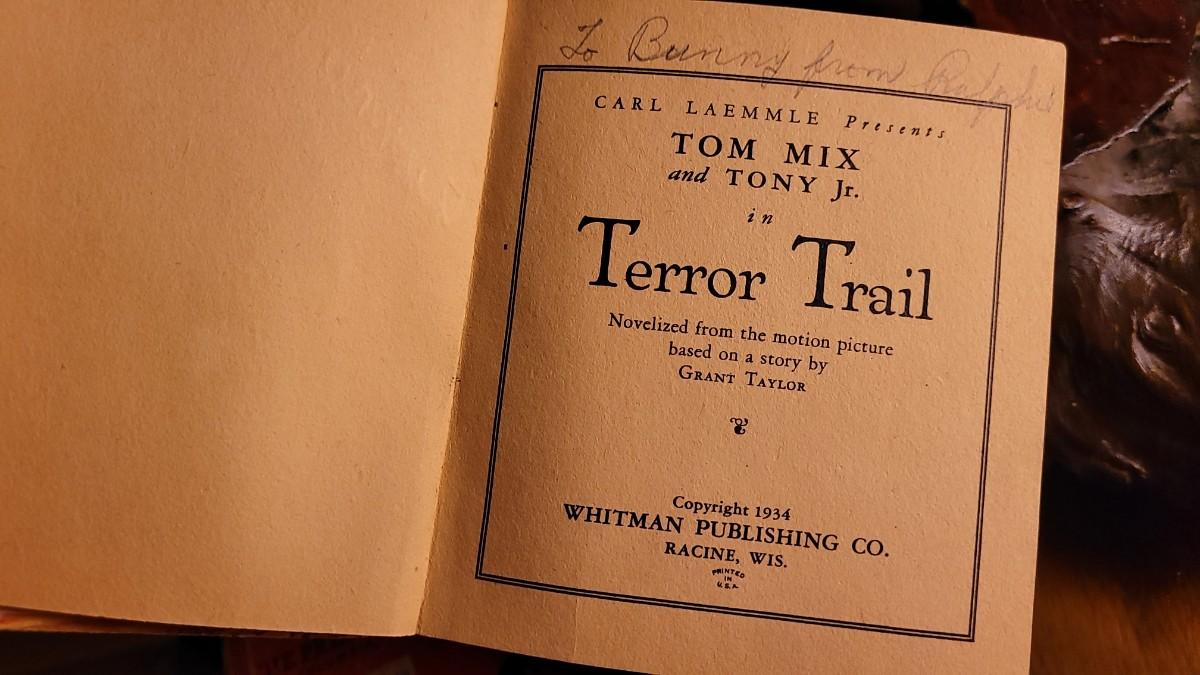 To Bunny from Ralphie
CARL LAEMMLE Presents
TOM MIX
and TONY Jr.
in
Terror Trail
Novelized from the motion picture
based on a story by
GRANT TAYLOR
Copyright 1934
WHITMAN PUBLISHING CO.
RACINE, WIS.
PRINTED
IN
U.S.A.